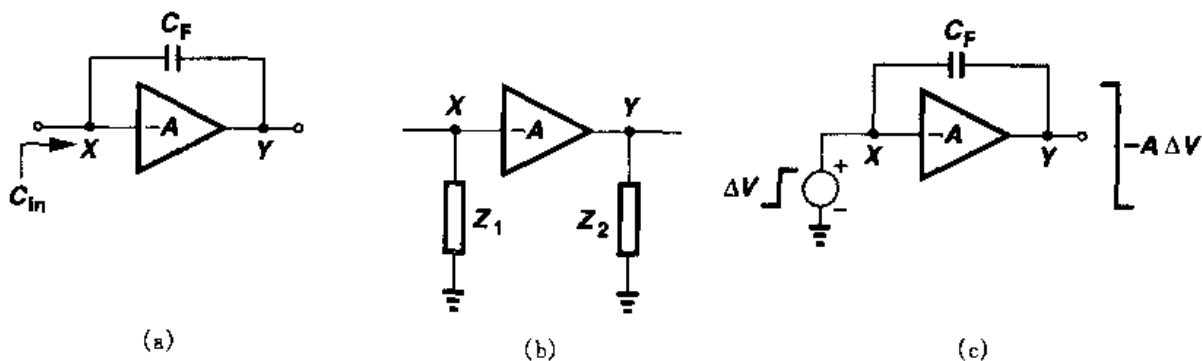 C_F
-A
X
Y
C_in
(a)
X
-A
Y
Z_1
Z_2
(b)
C_F
-A
X
Y
ΔV
+
-
-A ΔV
(c)